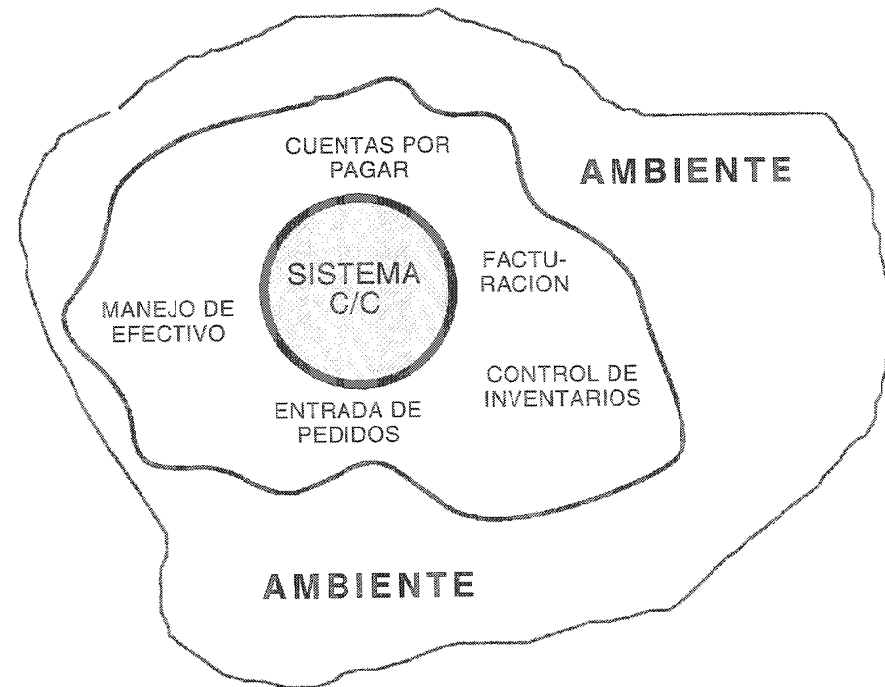 CUENTAS POR
PAGAR
AMBIENTE
SISTEMA
C/C
FACTU-
RACION
MANEJO DE
EFECTIVO
CONTROL DE
INVENTARIOS
ENTRADA DE
PEDIDOS
AMBIENTE